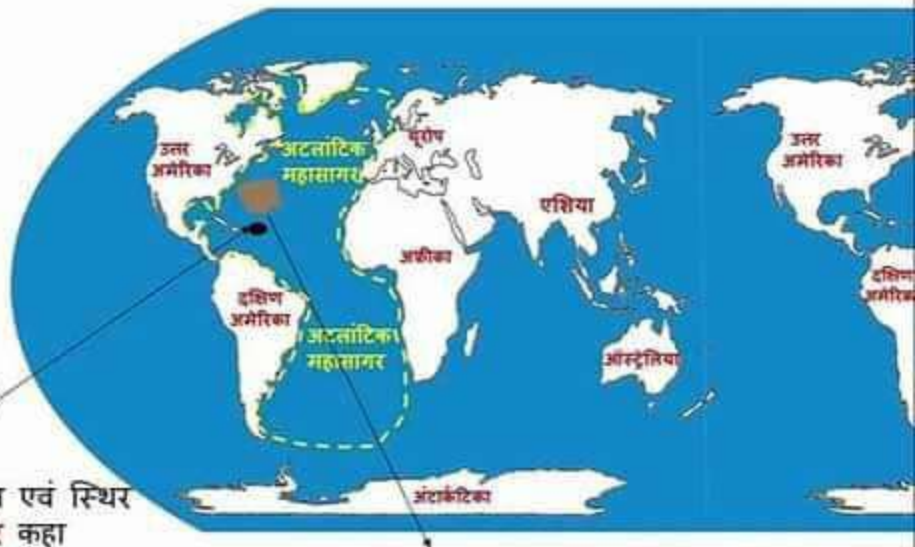 उत्तर
अमेरिका
अटलांटिक
महासागर
यूरोप
एशिया
अफ्रीका
दक्षिण
अमेरिका
अटलांटिक
महासागर
ऑस्ट्रेलिया
अंटार्कटिका
उत्तर
अमेरिका
दक्षिण
एवं स्थिर
कहा